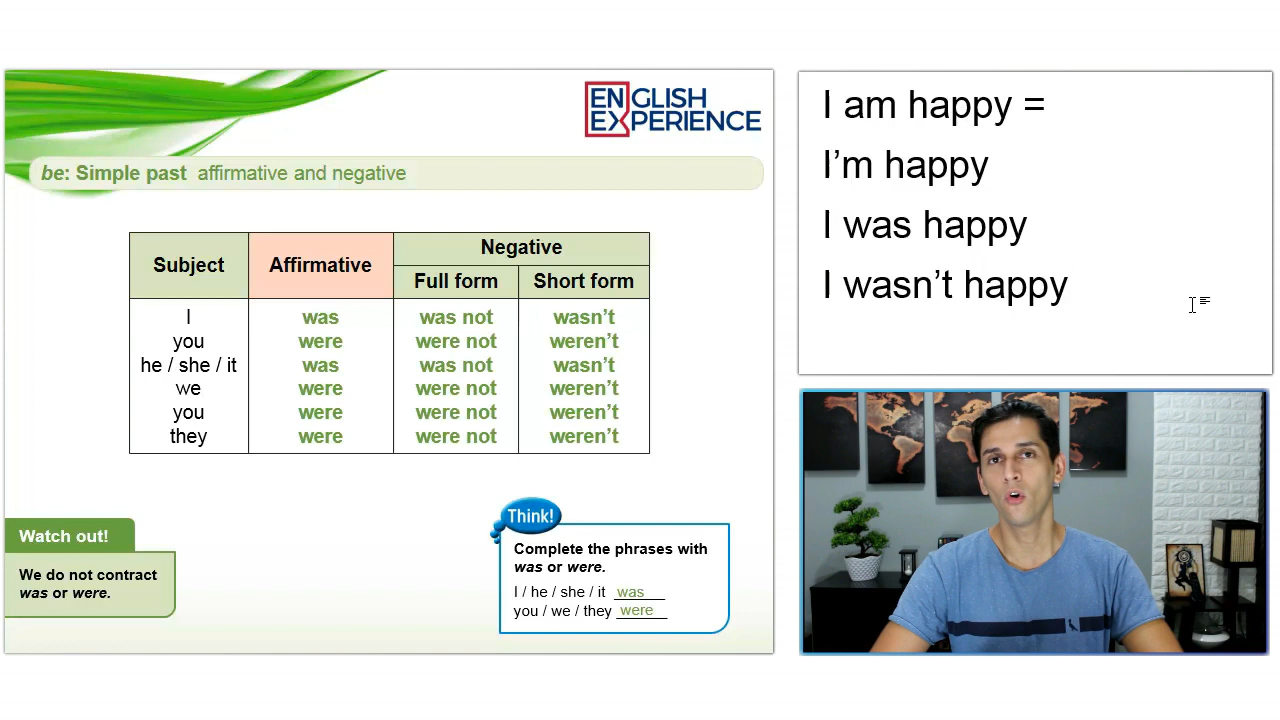 ENGLISH
EXPERIENCE
be: Simple past affirmative and negative
Subject Affirmative Negative
Full form Short form
I was was not wasn’t
you were were not weren’t
he / she / it was was not wasn’t
we were were not weren’t
you were were not weren’t
they were were not weren’t
Watch out!
We do not contract
was or were.
Think!
Complete the phrases with
was or were.
I / he / she / it was
you / we / they were
I am happy =
I’m happy
I was happy
I wasn’t happy